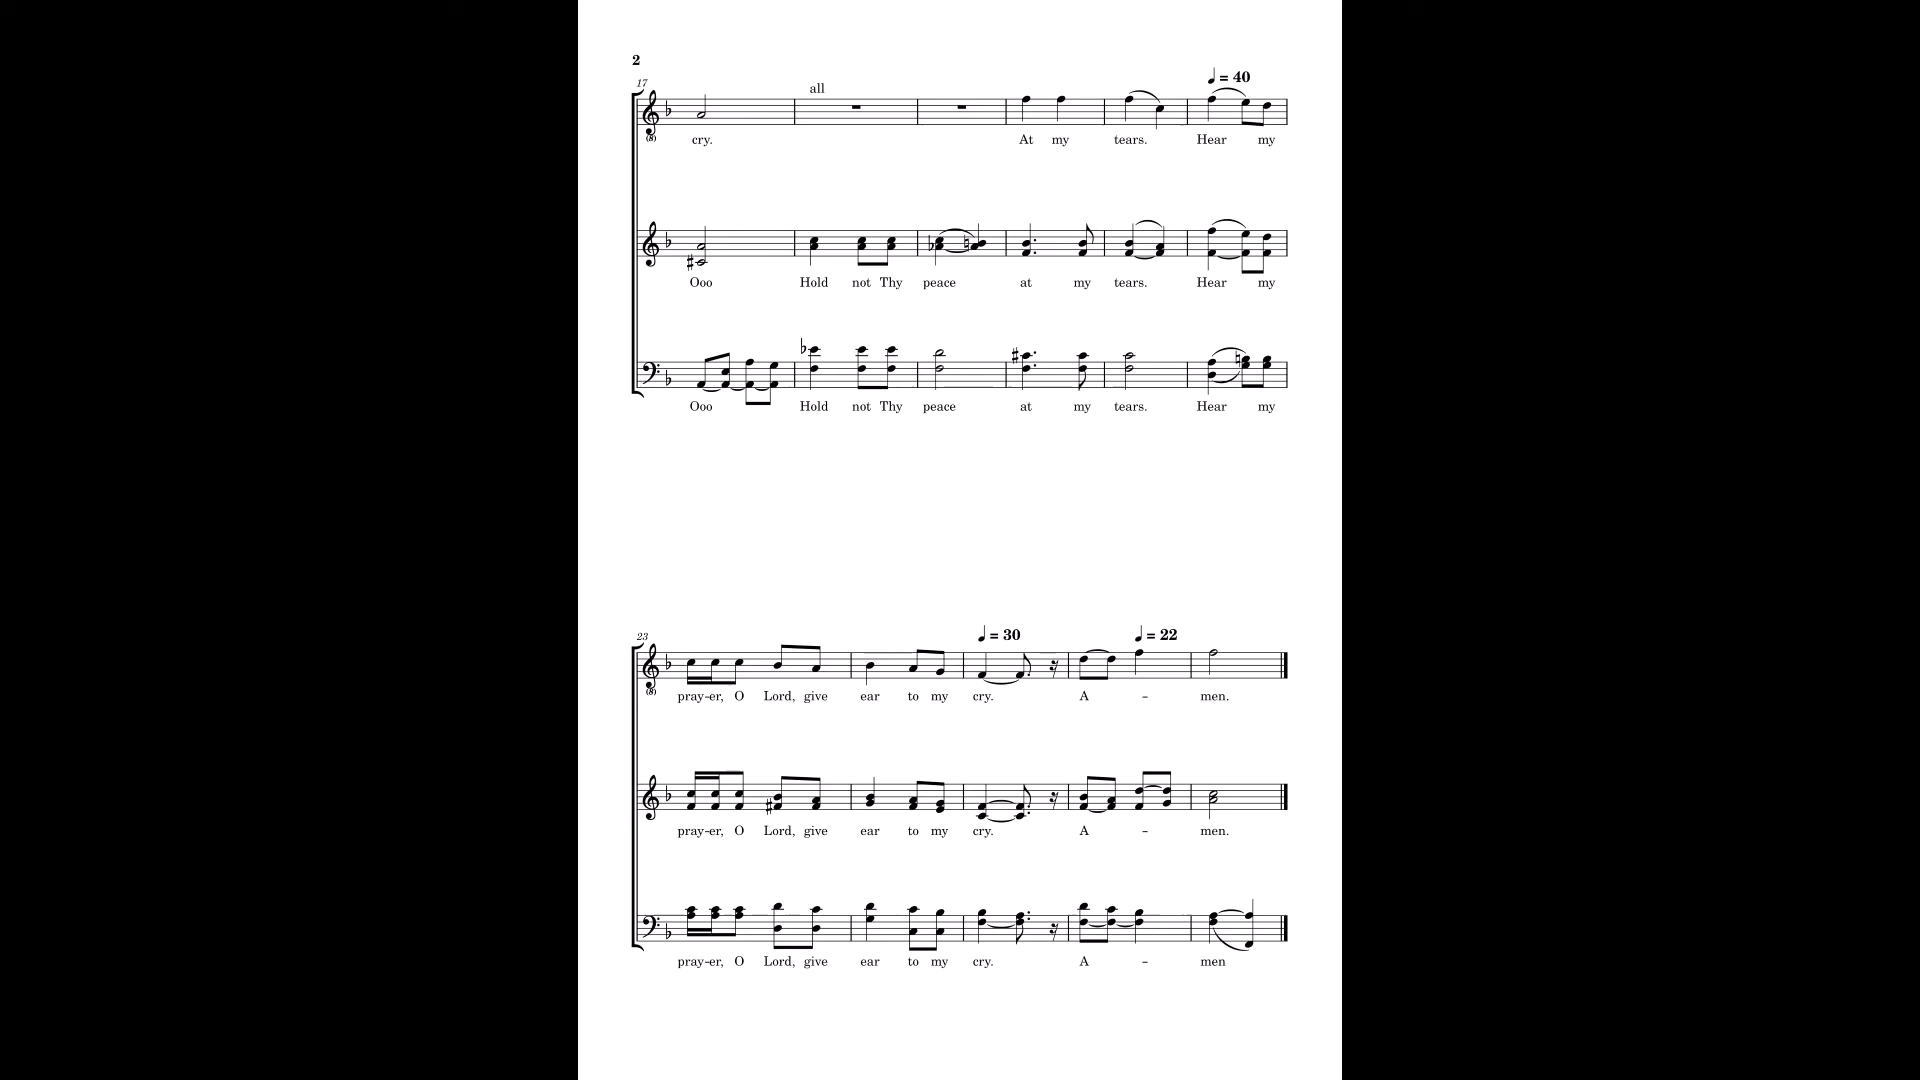 2
17
all
♩ = 40
cry. At my tears. Hear my
Ooo Hold not Thy peace at my tears. Hear my
Ooo Hold not Thy peace at my tears. Hear my
23
♩ = 30 ♩ = 22
pray-er, O Lord, give ear to my cry. A - men.
pray-er, O Lord, give ear to my cry. A - men.
pray-er, O Lord, give ear to my cry. A - men